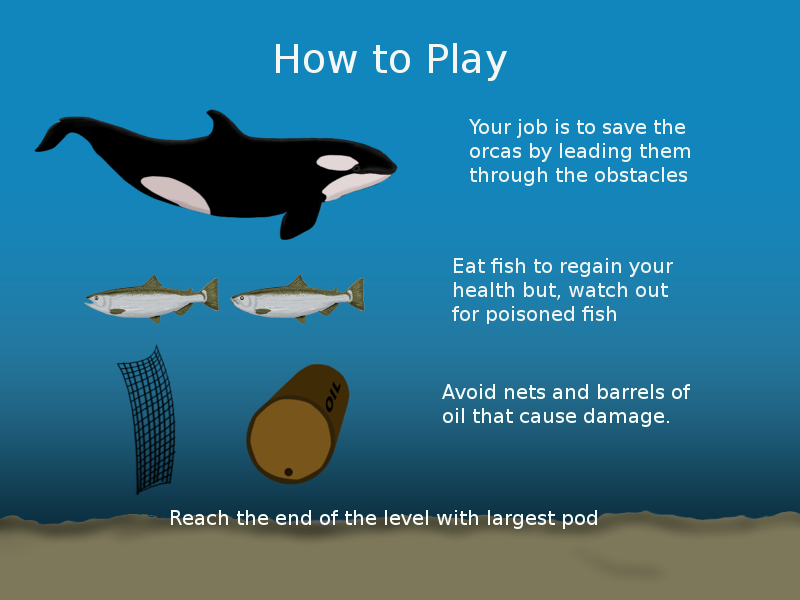 How to Play
Your job is to save the
orcas by leading them
through the obstacles
Eat fish to regain your
health but, watch out
for poisoned fish
OIL
Avoid nets and barrels of
oil that cause damage.
Reach the end of the level with largest pod